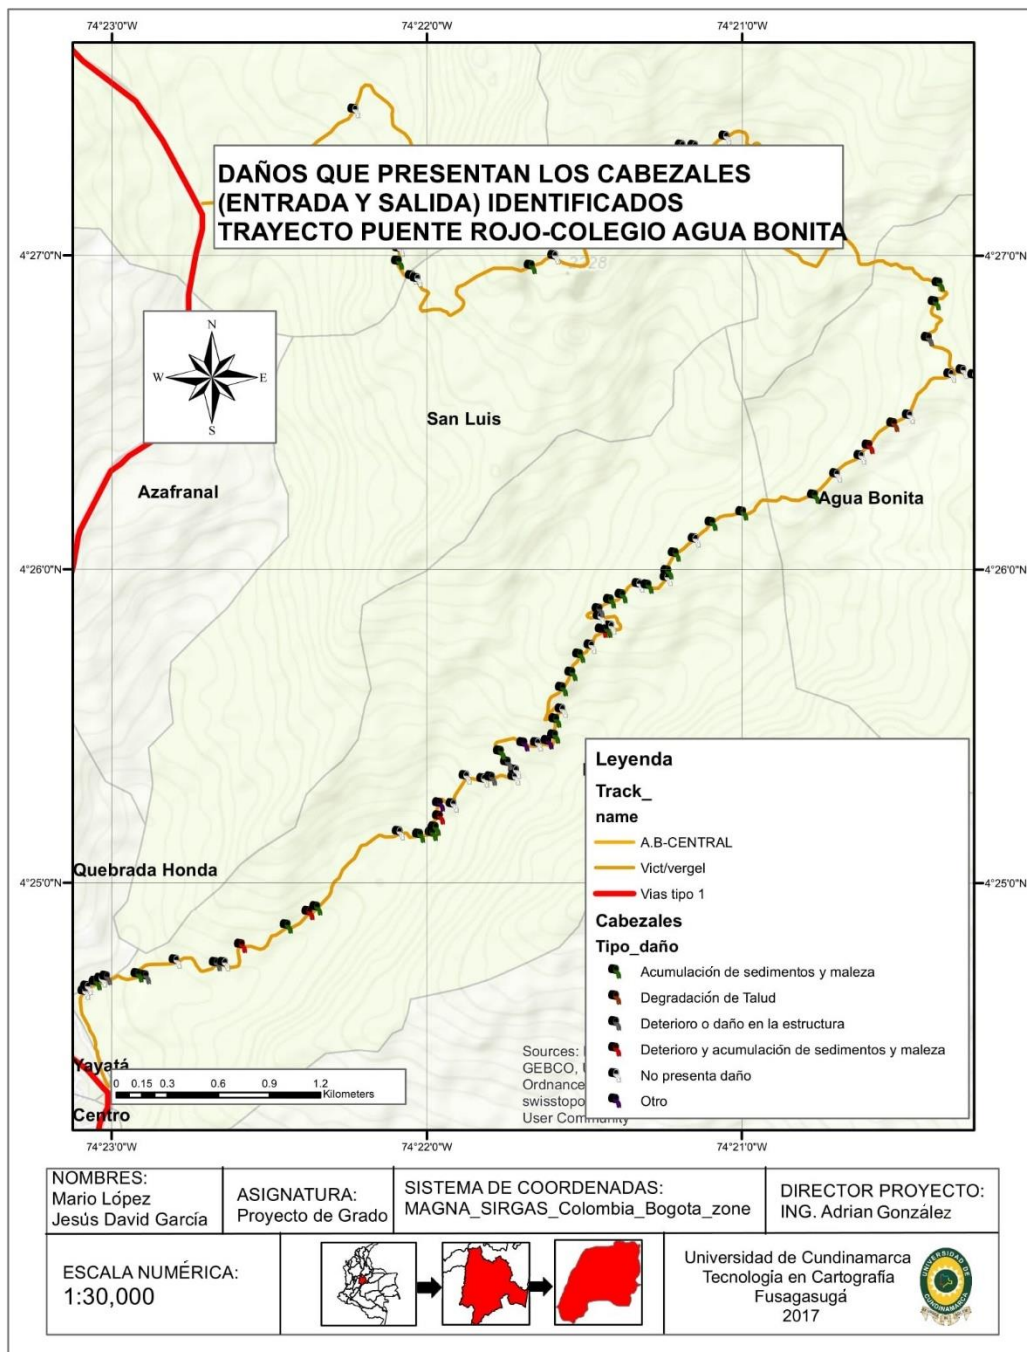 74°23'0"W
74°22'0"W
74°21'0"W
DAÑOS QUE PRESENTAN LOS CABEZALES
(ENTRADA Y SALIDA) IDENTIFICADOS
TRAYECTO PUENTE ROJO-COLEGIO AGUA BONITA
4°27'0"N
4°27'0"N
N
W
E
S
San Luis
Azafranal
Agua Bonita
4°26'0"N
4°26'0"N
Quebrada Honda
4°25'0"N
4°25'0"N
Leyenda
Track_
name
A.B-CENTRAL
Vict/vergel
Vias tipo 1
Cabezales
Tipo_daño
Acumulación de sedimentos y maleza
Degradación de Talud
Deterioro o daño en la estructura
Deterioro y acumulación de sedimentos y maleza
No presenta daño
Otro
Yayatá
Centro
0 0.15 0.3 0.6 0.9 1.2
Kilometers
Sources:
GEBCO,
Ordnance
swisstopo
User Community
74°23'0"W
74°22'0"W
74°21'0"W
NOMBRES:
Mario López
Jesús David García
ASIGNATURA:
Proyecto de Grado
SISTEMA DE COORDENADAS:
MAGNA_SIRGAS_Colombia_Bogota_zone
DIRECTOR PROYECTO:
ING. Adrian González
ESCALA NUMÉRICA:
1:30,000
Universidad de Cundinamarca
Tecnología en Cartografía
Fusagasugá
2017
UNIVERSIDAD DE
CUNDINAMARCA